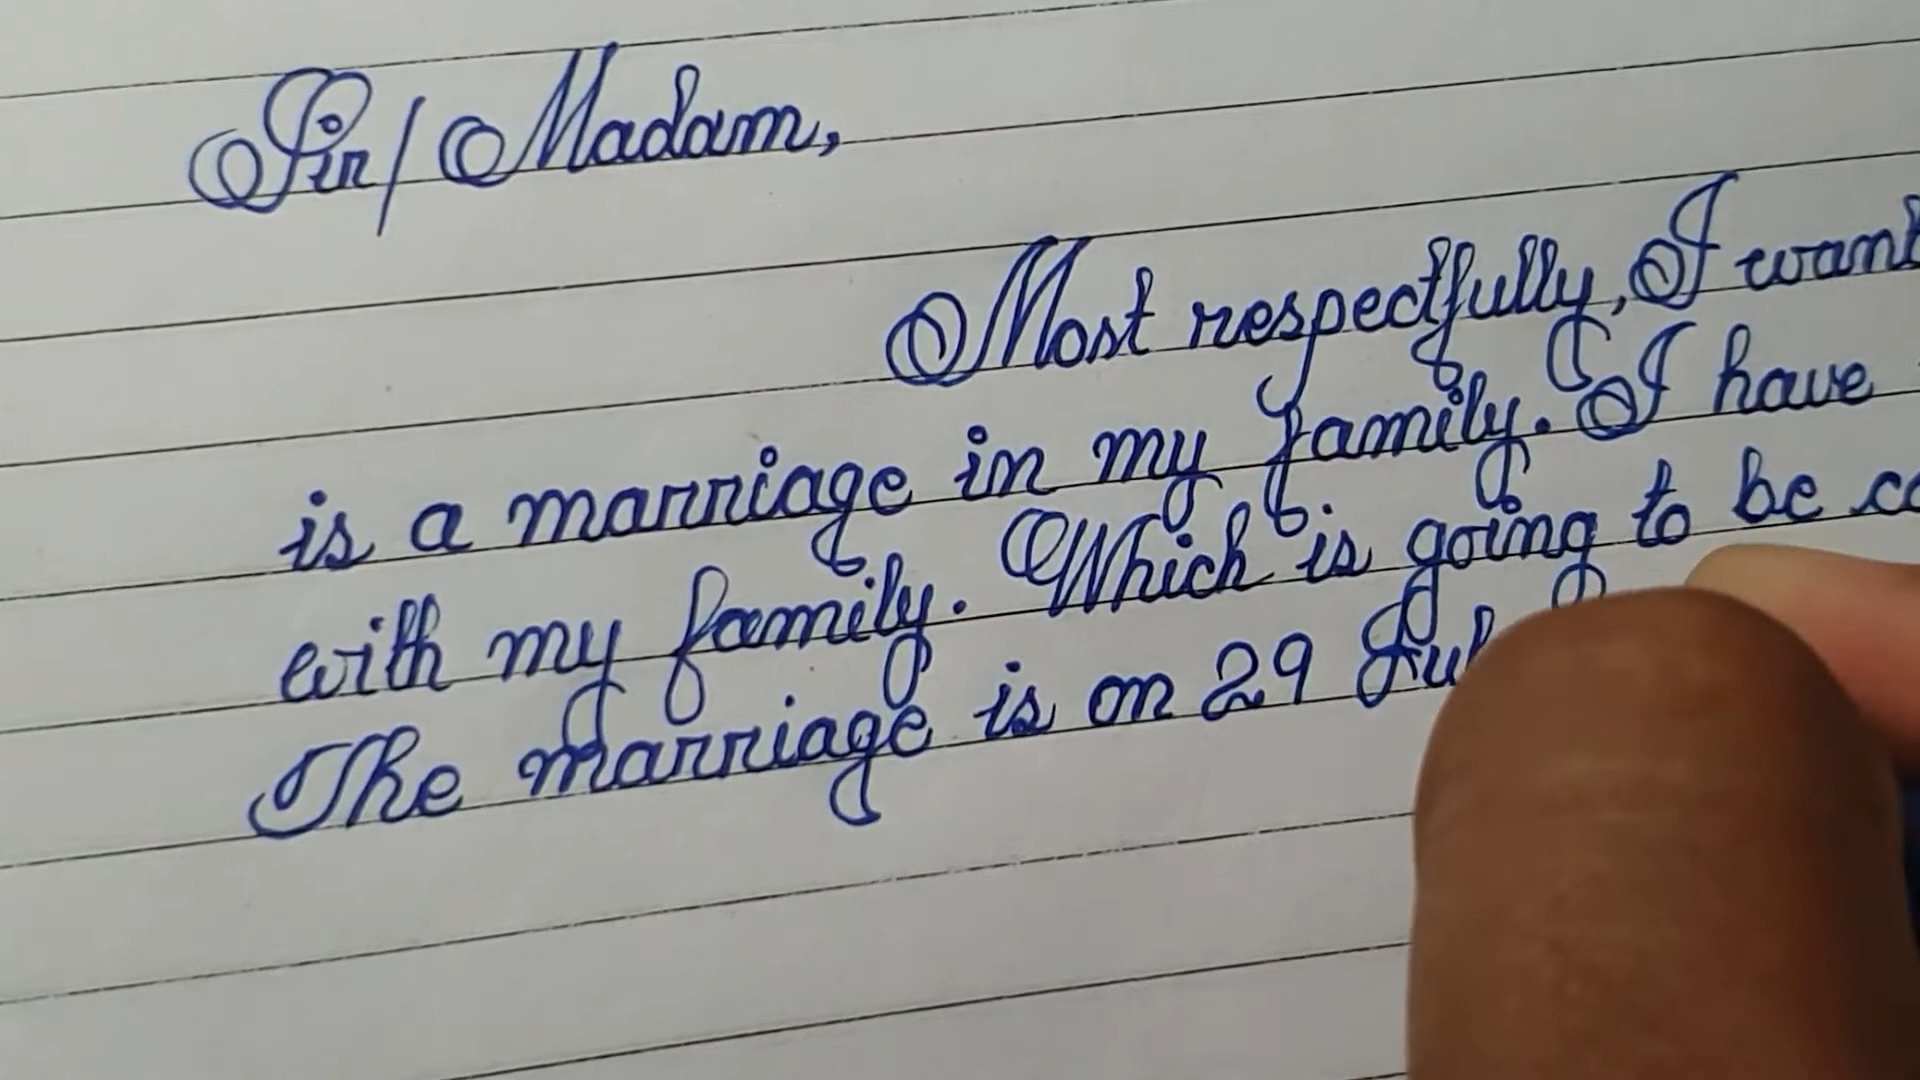 Sir/Madam,
Most respectfully, I want
is a marriage in my family. I have
with my family. Which is going to be
The marriage is on 29